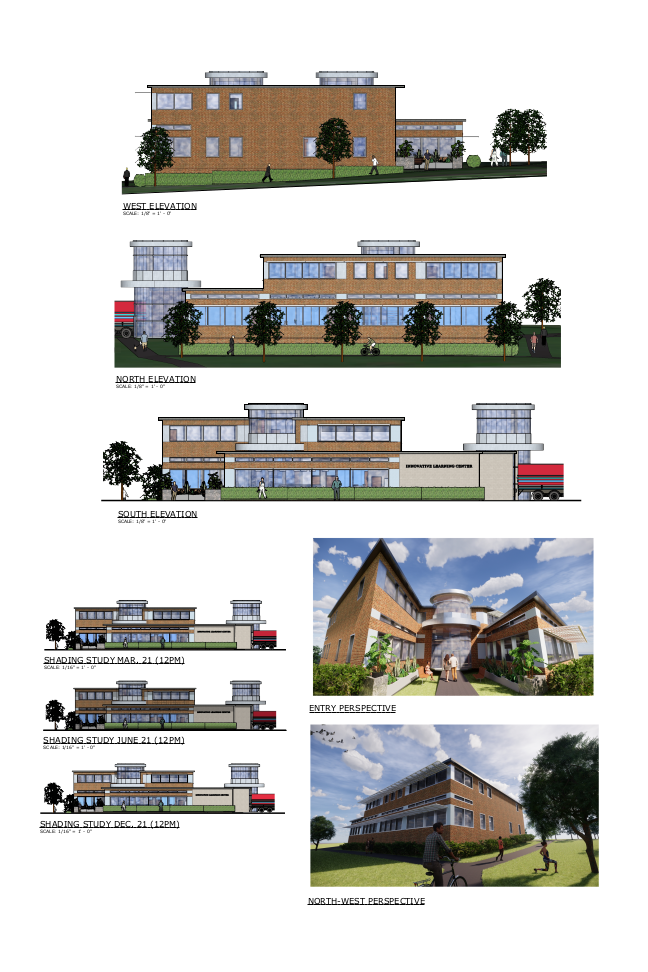 WEST ELEVATION
SCALE: 1/8" = 1' - 0"
NORTH ELEVATION
SCALE: 1/8" = 1' - 0"
INNOVATIVE LEARNING CENTER
SOUTH ELEVATION
SCALE: 1/8" = 1' - 0"
SHADING STUDY MAR, 21 (12PM)
SCALE: 1/16" = 1' - 0"
SHADING STUDY JUNE 21 (12PM)
SCALE: 1/16" = 1' - 0"
SHADING STUDY DEC, 21 (12PM)
SCALE: 1/16" = 1' - 0"
ENTRY PERSPECTIVE
NORTH-WEST PERSPECTIVE